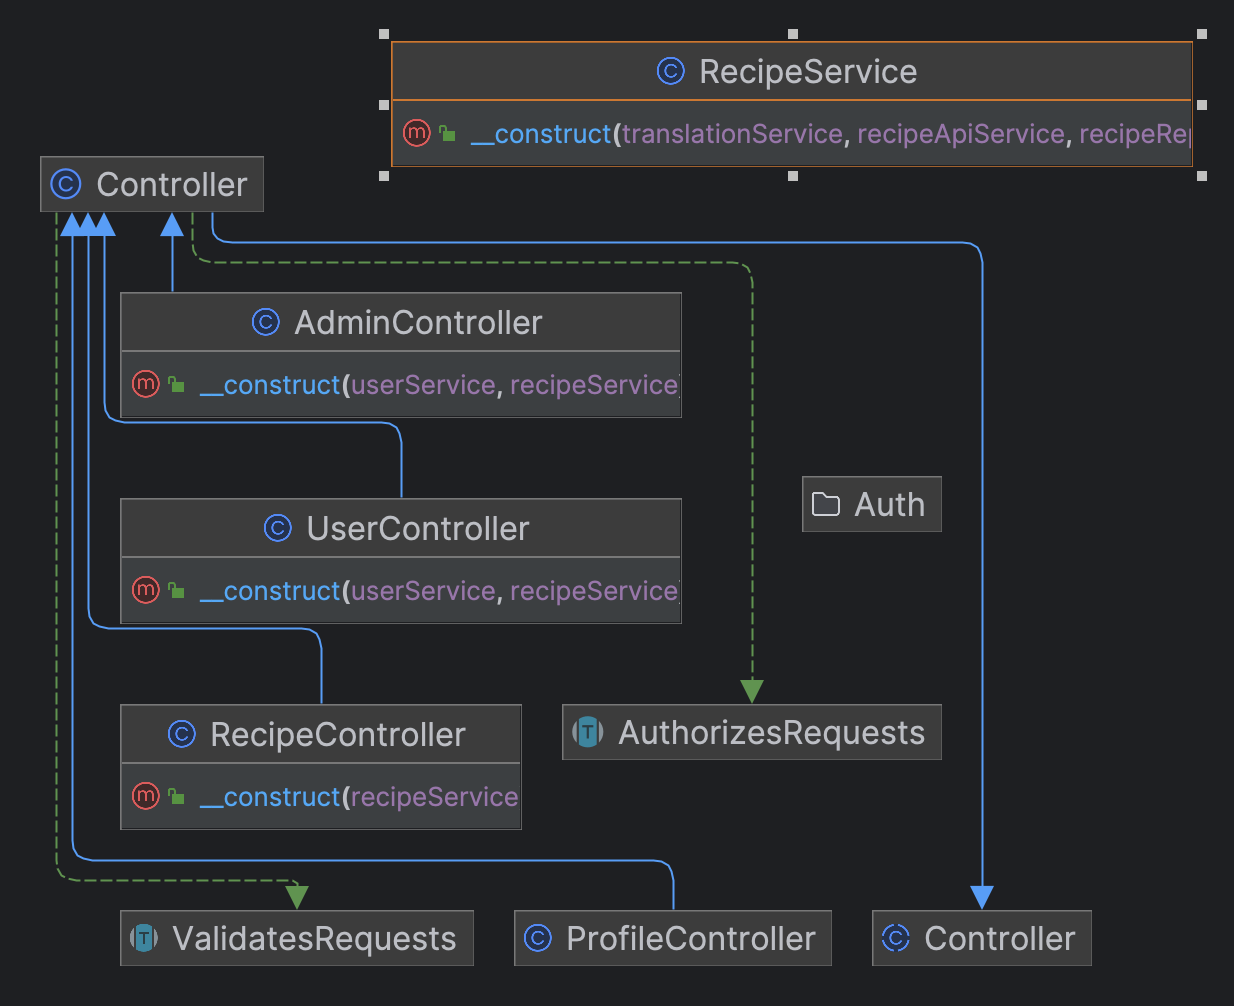 RecipeService
__construct(translationService, recipeApiService, recipeRe
Controller
AdminController
__construct(userService, recipeService
UserController
__construct(userService, recipeService
Auth
RecipeController
__construct(recipeService
AuthorizesRequests
ValidatesRequests
ProfileController
Controller